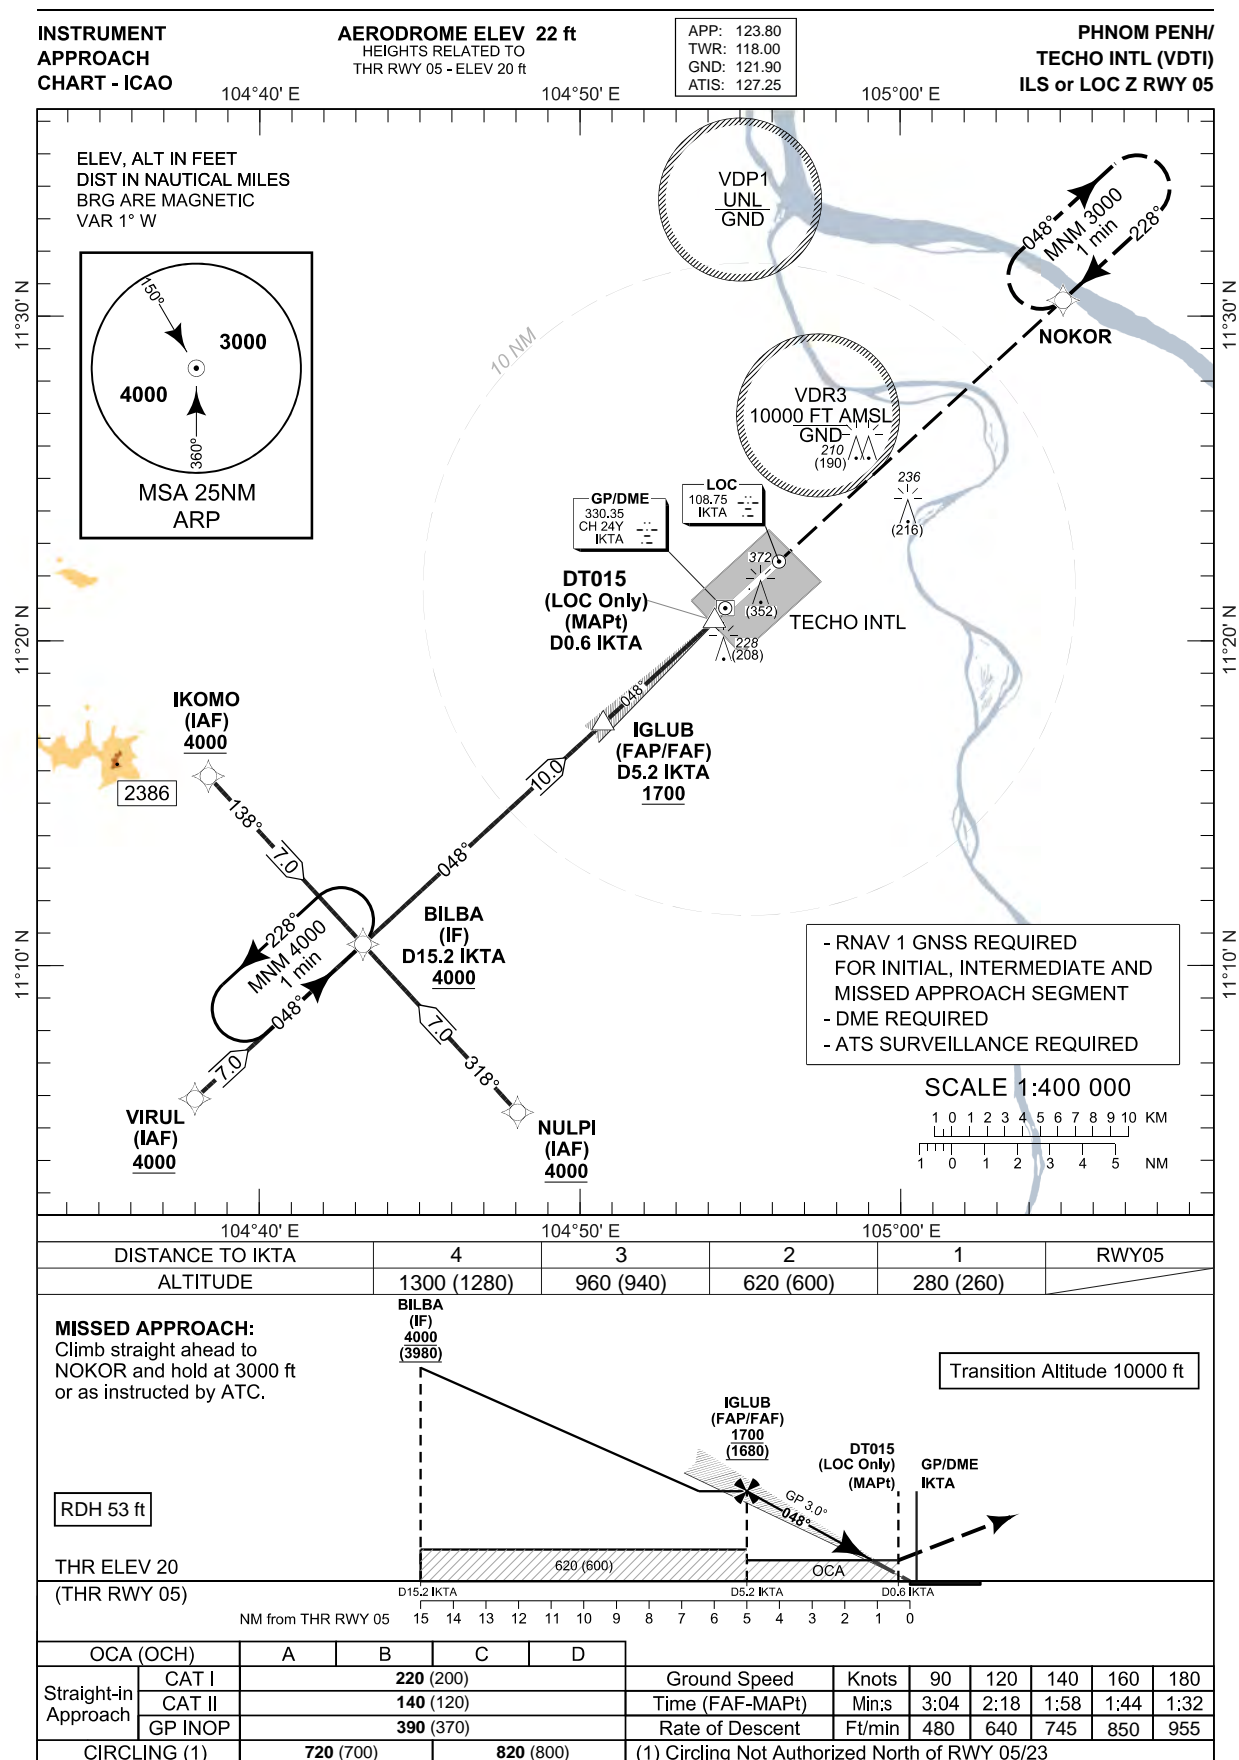 INSTRUMENT
APPROACH
CHART - ICAO
AERODROME ELEV 22 ft
HEIGHTS RELATED TO
THR RWY 05 - ELEV 20 ft
APP: 123.80
TWR: 118.00
GND: 121.90
ATIS: 127.25
PHNOM PENH/
TECHO INTL (VDTI)
ILS or LOC Z RWY 05
104°40' E
104°50' E
105°00' E
ELEV, ALT IN FEET
DIST IN NAUTICAL MILES
BRG ARE MAGNETIC
VAR 1° W
150°
3000
4000
360°
MSA 25NM
ARP
11°30' N
11°20' N
11°10' N
11°30' N
11°20' N
11°10' N
VDP1
UNL
GND
048°
MNM 3000
1 min
228°
NOKOR
10 NM
VDR3
10000 FT AMSL
GND
210
(190)
236
(216)
GP/DME
330.35
CH 24Y
IKTA
LOC
108.75
IKTA
372
(352)
DT015
(LOC Only)
(MAPt)
D0.6 IKTA
TECHO INTL
228
(208)
048°
IGLUB
(FAP/FAF)
D5.2 IKTA
1700
IKOMO
(IAF)
4000
2386
138°
7.0
10.0
048°
BILBA
(IF)
D15.2 IKTA
4000
228°
MNM 4000
1 min
048°
7.0
VIRUL
(IAF)
4000
7.0
318°
NULPI
(IAF)
4000
- RNAV 1 GNSS REQUIRED
FOR INITIAL, INTERMEDIATE AND
MISSED APPROACH SEGMENT
- DME REQUIRED
- ATS SURVEILLANCE REQUIRED
SCALE 1:400 000
1 0 1 2 3 4 5 6 7 8 9 10 KM
1 0 1 2 3 4 5 NM
104°40' E
104°50' E
105°00' E
DISTANCE TO IKTA 4 3 2 1 RWY05
ALTITUDE 1300 (1280) 960 (940) 620 (600) 280 (260)
MISSED APPROACH:
Climb straight ahead to
NOKOR and hold at 3000 ft
or as instructed by ATC.
BILBA
(IF)
4000
(3980)
Transition Altitude 10000 ft
IGLUB
(FAP/FAF)
1700
(1680)
DT015
(LOC Only)
(MAPt)
GP/DME
IKTA
GP 3.0°
048°
RDH 53 ft
THR ELEV 20
(THR RWY 05)
620 (600)
OCA
D15.2 IKTA
D5.2 IKTA
D0.6 IKTA
NM from THR RWY 05 15 14 13 12 11 10 9 8 7 6 5 4 3 2 1 0
OCA (OCH) A B C D
Straight-in
Approach
CAT I 220 (200)
CAT II 140 (120)
GP INOP 390 (370)
CIRCLING (1) 720 (700) 820 (800)
Ground Speed Knots 90 120 140 160 180
Time (FAF-MAPt) Min:s 3:04 2:18 1:58 1:44 1:32
Rate of Descent Ft/min 480 640 745 850 955
(1) Circling Not Authorized North of RWY 05/23